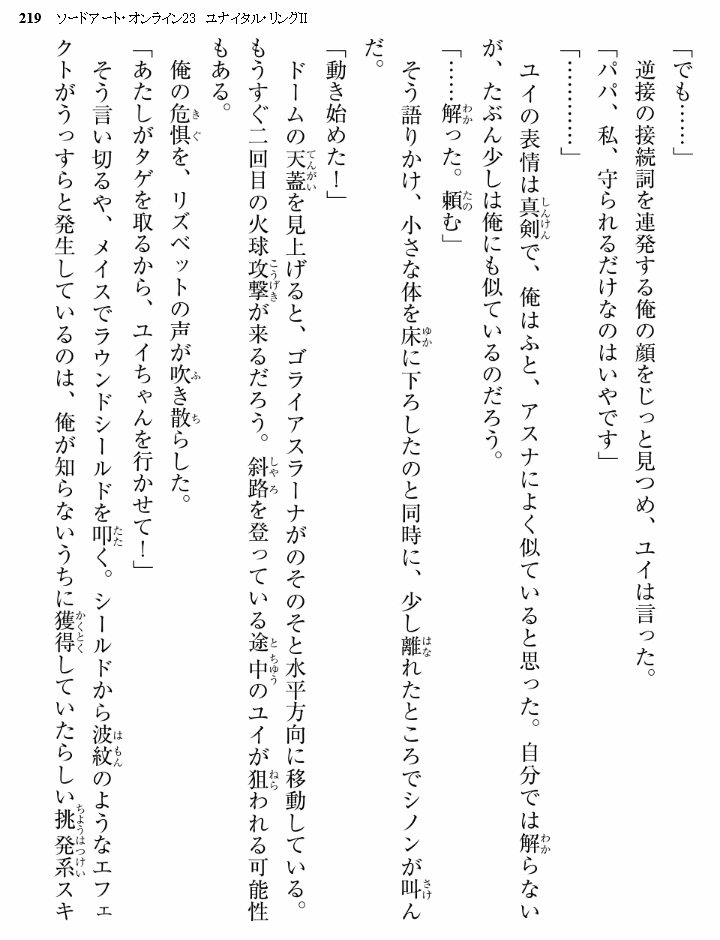 219 ソードアート・オンライン23 ユナイタル・リングII
「でも……」
逆接の接続詞を連発する俺の顔をじっと見つめ、ユイは言った。
「パパ、私、守られるだけなのはいやです」
「…………」
ユイの表情は真剣で、俺はふと、アスナによく似ていると思った。自分では解らない
が、たぶん少しは俺にも似ているのだろう。
「……解った。頼む」
そう語りかけ、小さな体を床に下ろしたのと同時に、少し離れたところでシノンが叫ん
だ。
「動き始めた！」
ドームの天蓋を見上げると、ゴライアスラーナがのそのそと水平方向に移動している。
もうすぐ二回目の火球攻撃が来るだろう。斜路を登っている途中のユイが狙われる可能性
もある。
俺の危惧を、リズベットの声が吹き散らした。
「あたしがタゲを取るから、ユイちゃんを行かせて！」
そう言い切るや、メイスでラウンドシールドを叩く。シールドから波紋のようなエフェ
クトがうっすらと発生しているのは、俺が知らないうちに獲得していたらしい挑発系スキ